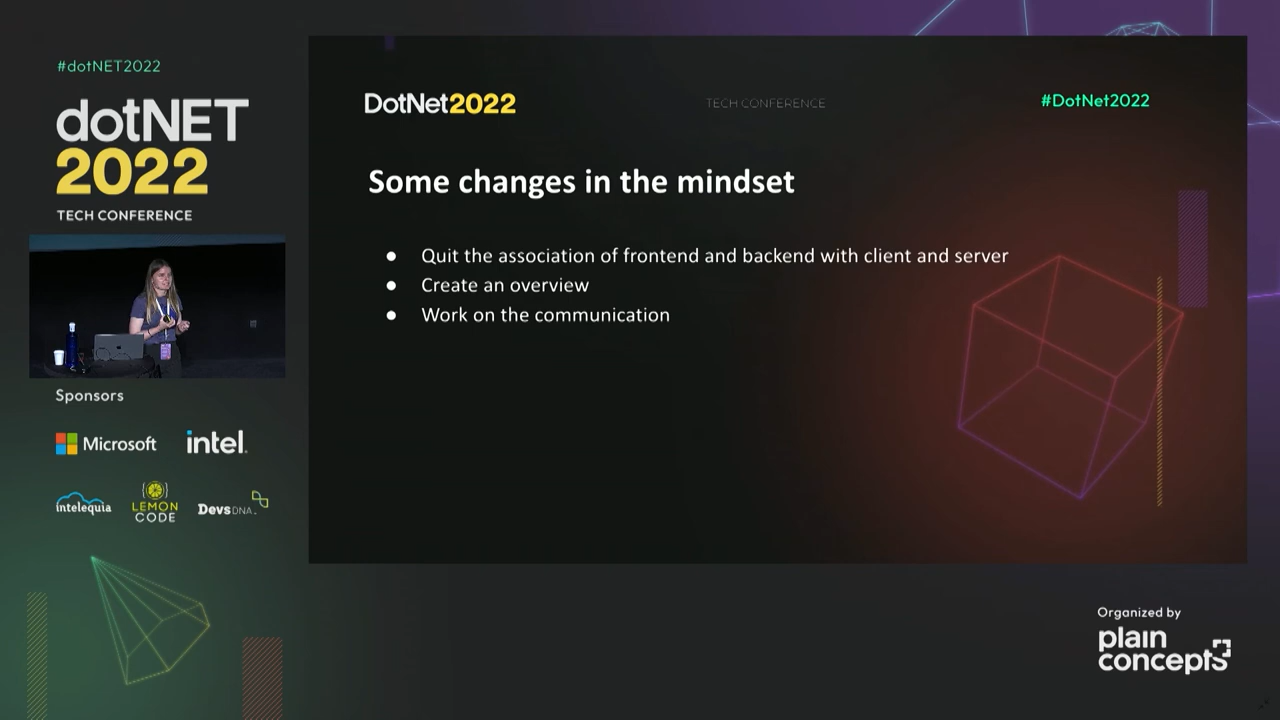 #dotNET2022
dotNET
2022
TECH CONFERENCE
Sponsors
Microsoft
intel.
intelequia
LEMON
CODE
DevsDNA.
DotNet2022
TECH CONFERENCE
#DotNet2022
Some changes in the mindset
● Quit the association of frontend and backend with client and server
● Create an overview
● Work on the communication
Organized by
plain
concepts